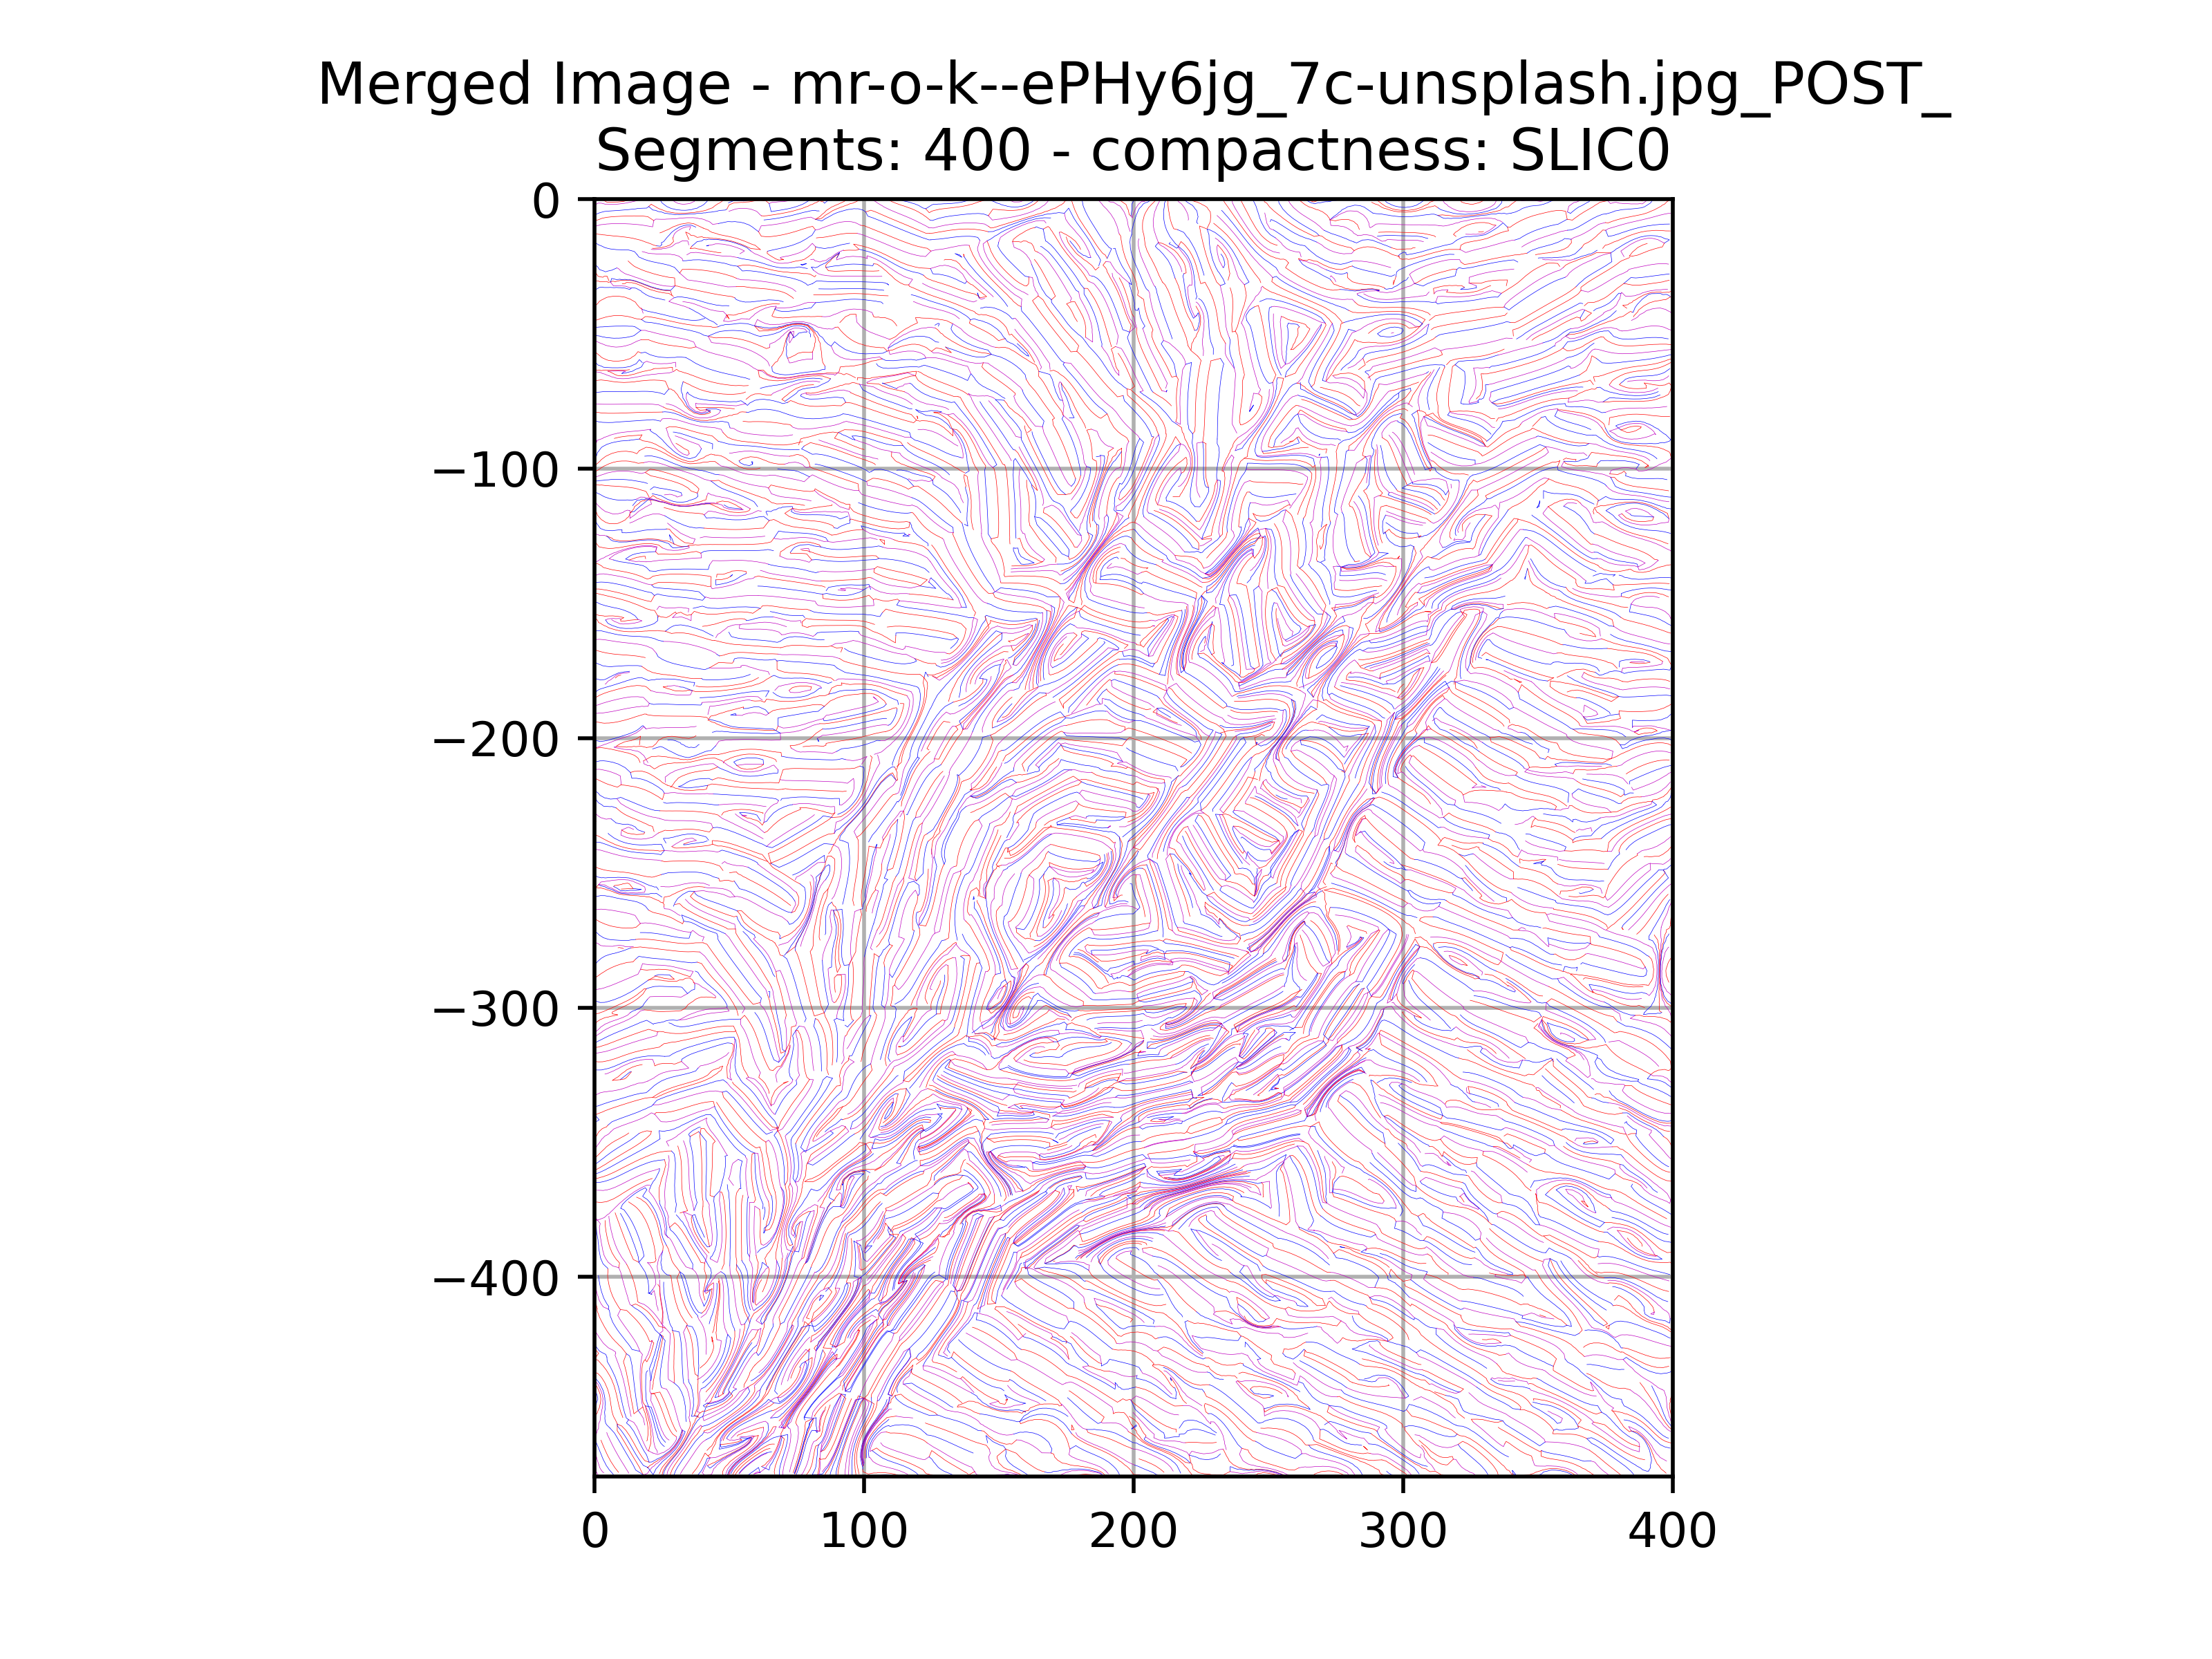 Merged Image - mr-o-k--ePHy6jg_7c-unsplash.jpg_POST_
Segments: 400 - compactness: SLIC0
0
−100
−200
−300
−400
0 100 200 300 400